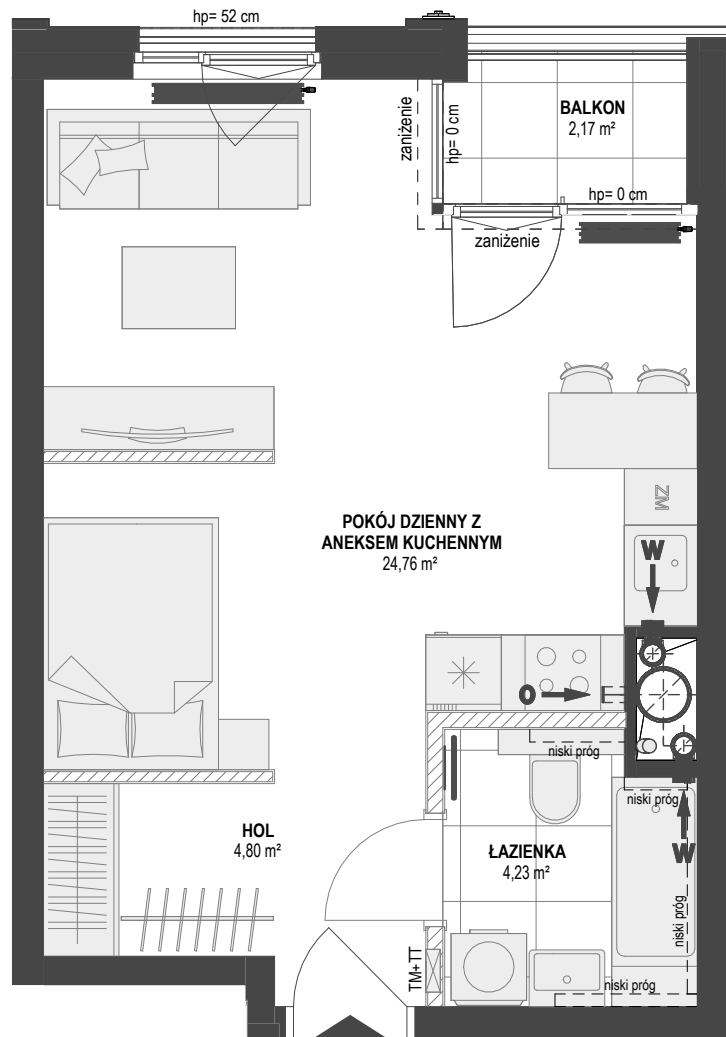 hp= 52 cm
zaniżenie
hp= 0 cm
BALKON
2,17 m²
hp= 0 cm
zaniżenie
ZM
W
POKÓJ DZIENNY Z
ANEKSEM KUCHENNYM
24,76 m²
O
niski próg
niski próg
HOL
4,80 m²
ŁAZIENKA
4,23 m²
W
niski próg
TM+TT
niski próg